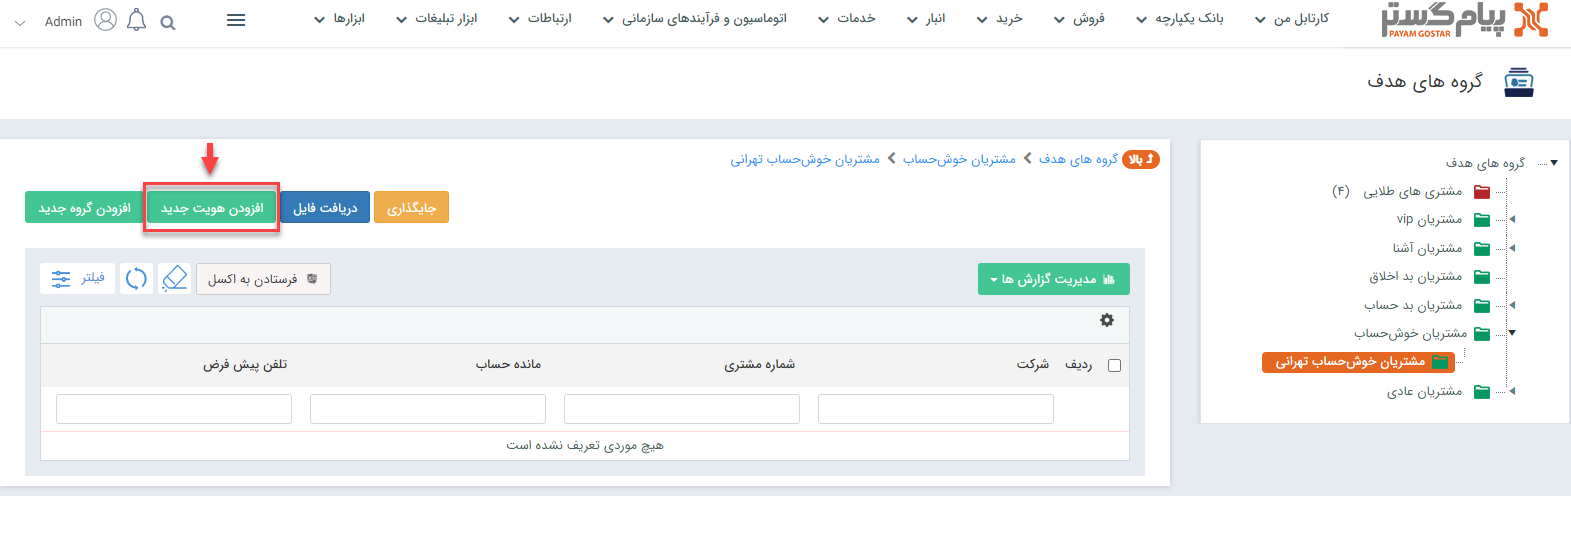 پیام گستر
PAYAM GOSTAR
کارتابل من
بانک یکپارچه
فروش
خرید
انبار
خدمات
اتوماسیون و فرآیندهای سازمانی
ارتباطات
ابزار تبلیغات
ابزارها
Admin
گروه های هدف
گروه های هدف
مشتری های طلایی (۴)
مشتریان vip
مشتریان آشنا
مشتریان بد اخلاق
مشتریان بد حساب
مشتریان خوش‌حساب
مشتریان خوش‌حساب تهرانی
مشتریان عادی
بالا گروه های هدف مشتریان خوش‌حساب مشتریان خوش‌حساب تهرانی
جایگذاری
دریافت فایل
افزودن هویت جدید
افزودن گروه جدید
مدیریت گزارش ها
فرستادن به اکسل
فیلتر
ردیف شرکت شماره مشتری مانده حساب تلفن پیش فرض
هیچ موردی تعریف نشده است